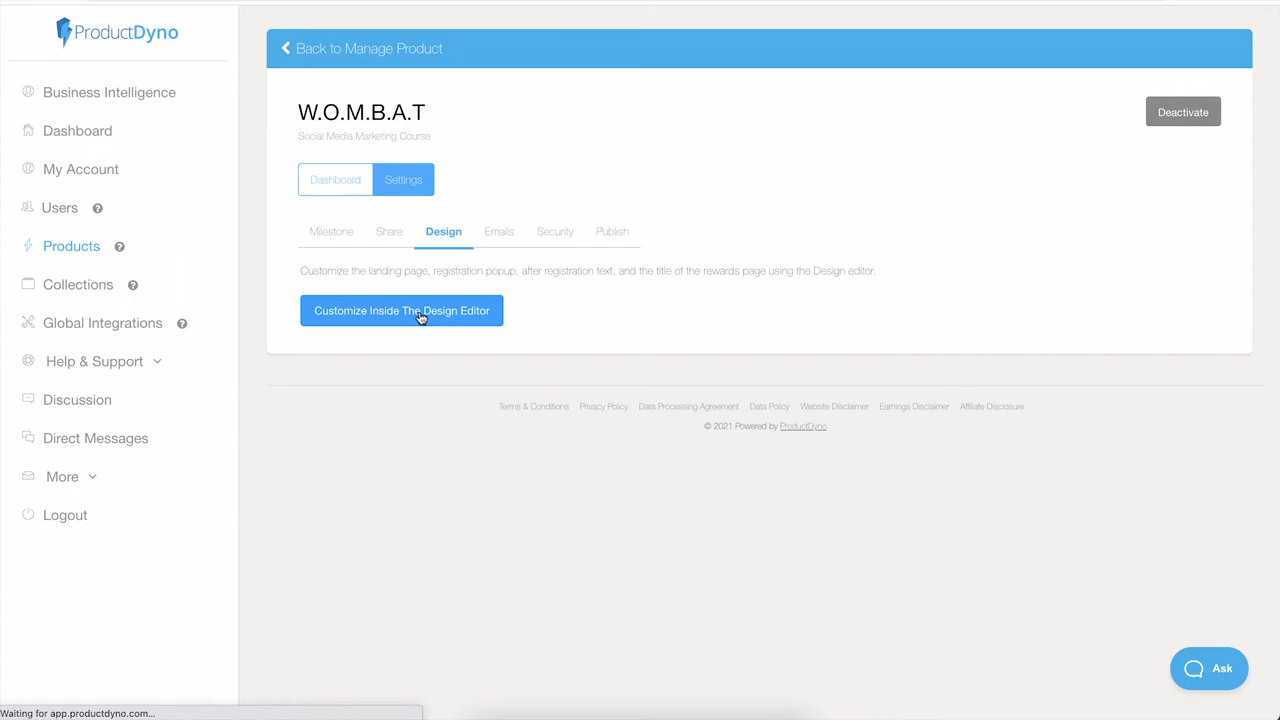 ProductDyno
Business Intelligence
Dashboard
My Account
Users ?
Products ?
Collections ?
Global Integrations ?
Help & Support
Discussion
Direct Messages
More
Logout
Back to Manage Product
W.O.M.B.A.T
Social Media Marketing Course
Deactivate
Dashboard Settings
Milestone Share Design Emails Security Publish
Customize the landing page, registration popup, after registration text, and the title of the rewards page using the Design editor.
Customize Inside The Design Editor
Terms & Conditions Privacy Policy Data Processing Agreement Data Policy Website Disclaimer Earnings Disclaimer Affiliate Disclosure
© 2021 Powered by ProductDyno
Ask
Waiting for app.productdyno.com...